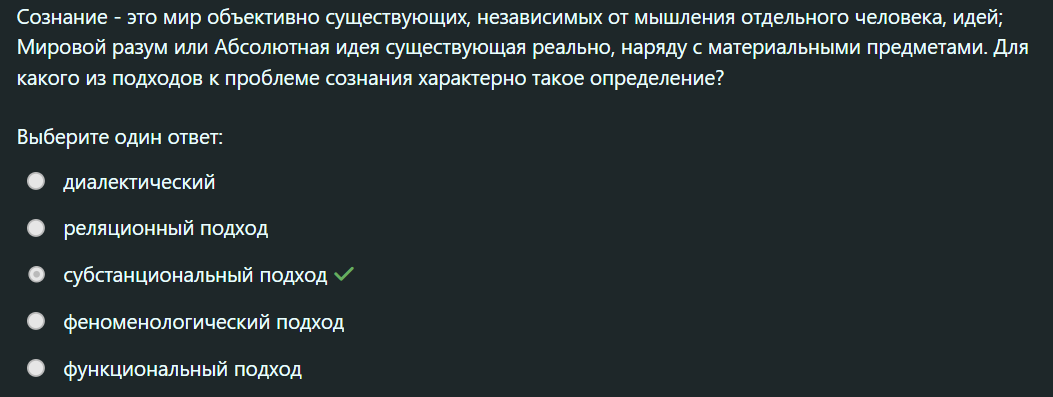 Сознание - это мир объективно существующих, независимых от мышления отдельного человека, идей;
Мировой разум или Абсолютная идея существующая реально, наряду с материальными предметами. Для
какого из подходов к проблеме сознания характерно такое определение?
Выберите один ответ:
диалектический
реляционный подход
субстанциональный подход
феноменологический подход
функциональный подход